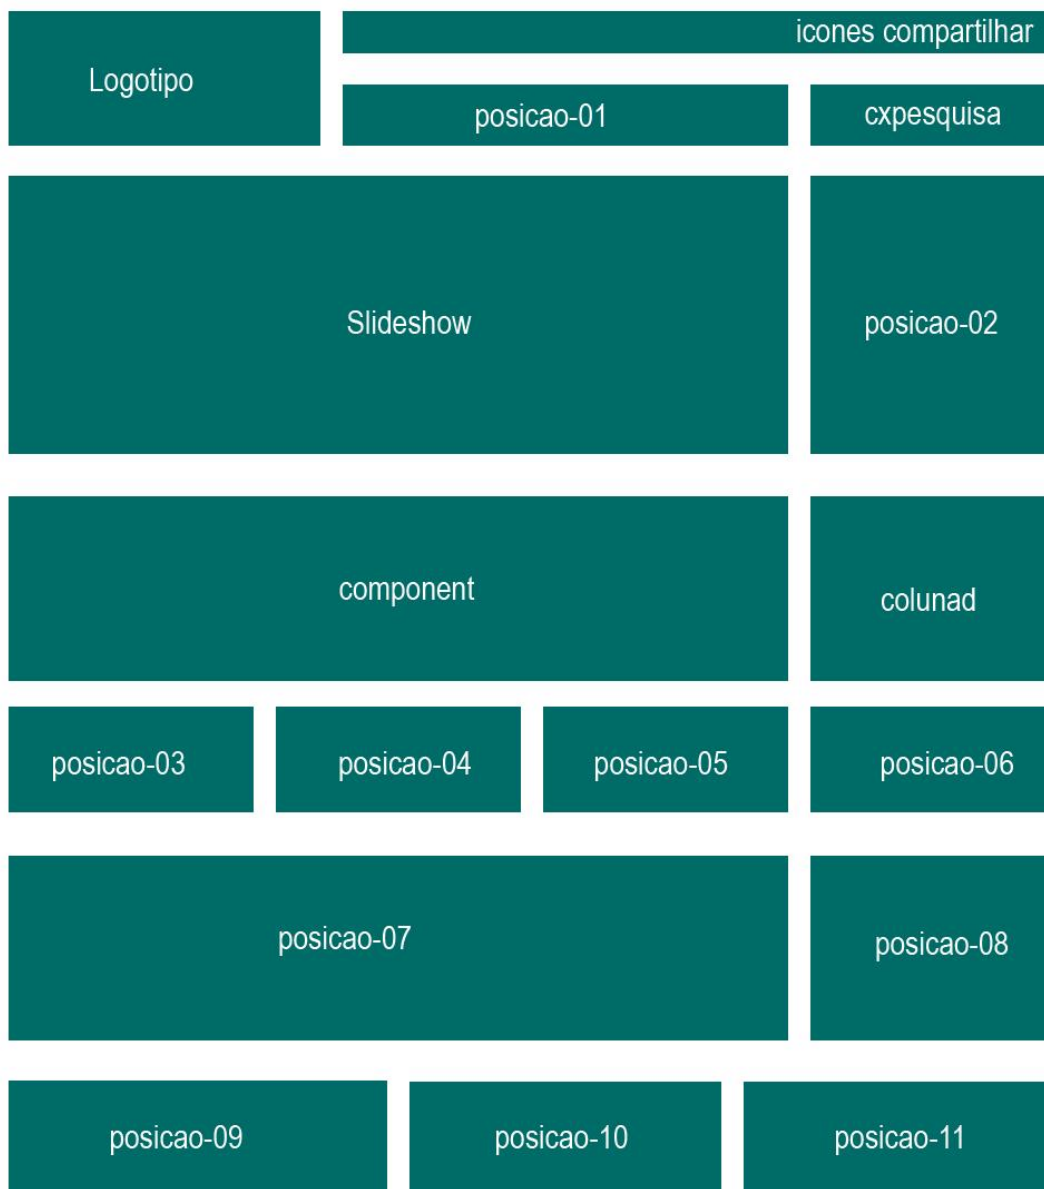 icones compartilhar
Logotipo
posicao-01
cxpesquisa
Slideshow
posicao-02
component
colunad
posicao-03
posicao-04
posicao-05
posicao-06
posicao-07
posicao-08
posicao-09
posicao-10
posicao-11